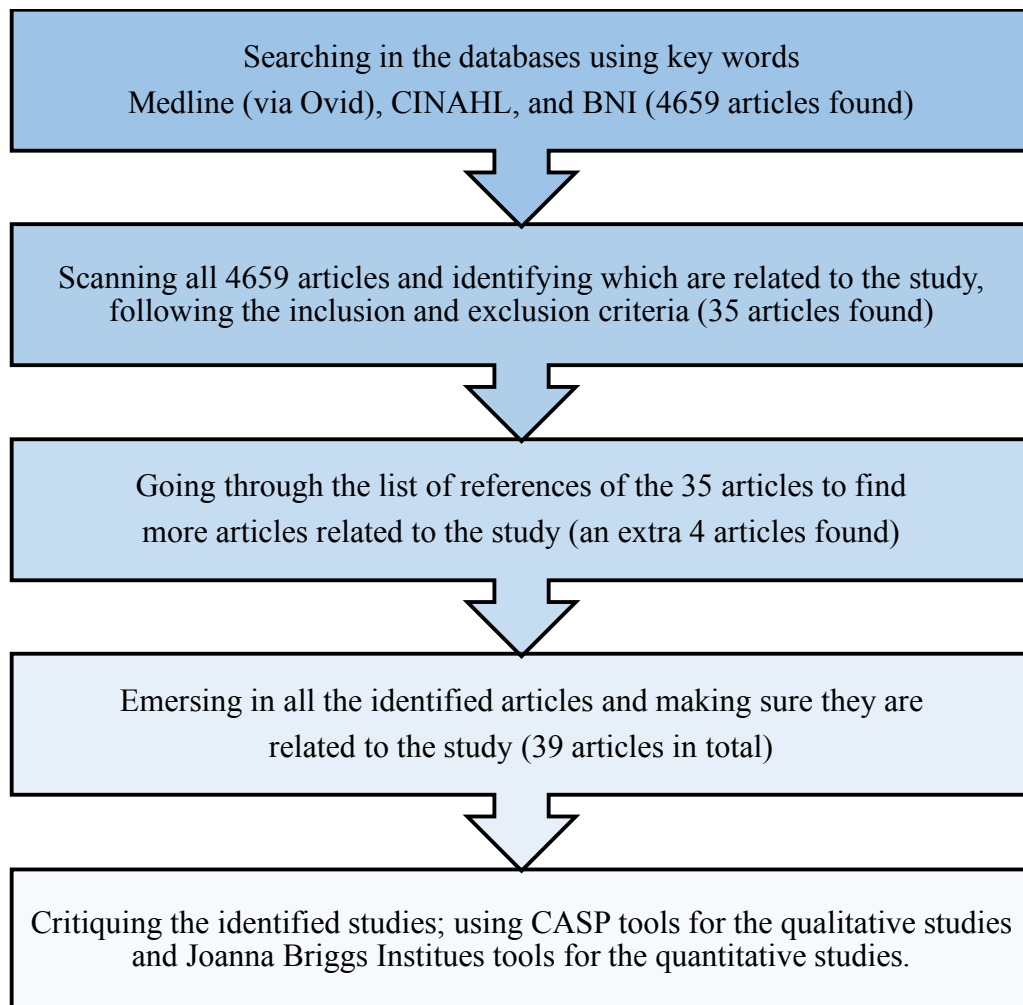 Searching in the databases using key words
Medline (via Ovid), CINAHL, and BNI (4659 articles found)
Scanning all 4659 articles and identifying which are related to the study,
following the inclusion and exclusion criteria (35 articles found)
Going through the list of references of the 35 articles to find
more articles related to the study (an extra 4 articles found)
Emersing in all the identified articles and making sure they are
related to the study (39 articles in total)
Critiquing the identified studies; using CASP tools for the qualitative studies
and Joanna Briggs Institues tools for the quantitative studies.